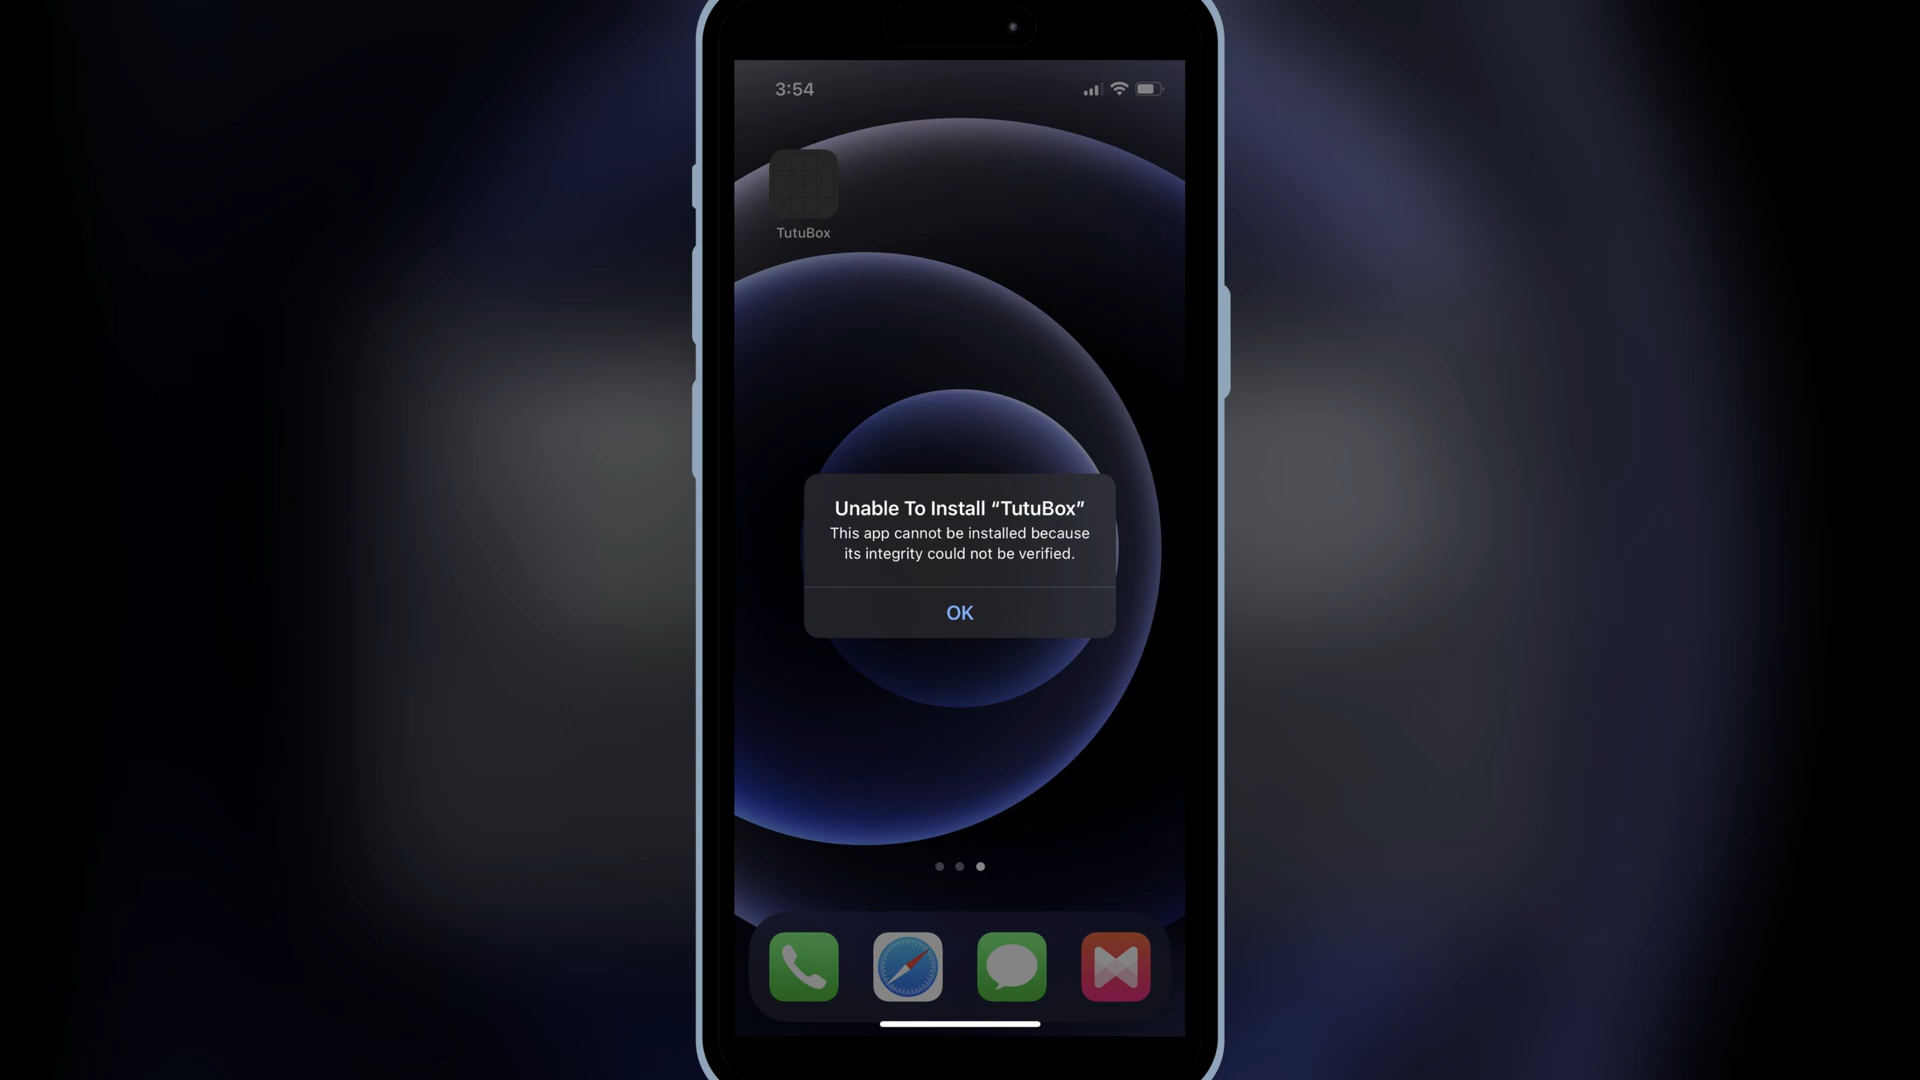 3:54
TutuBox
Unable To Install “TutuBox”
This app cannot be installed because
its integrity could not be verified.
OK